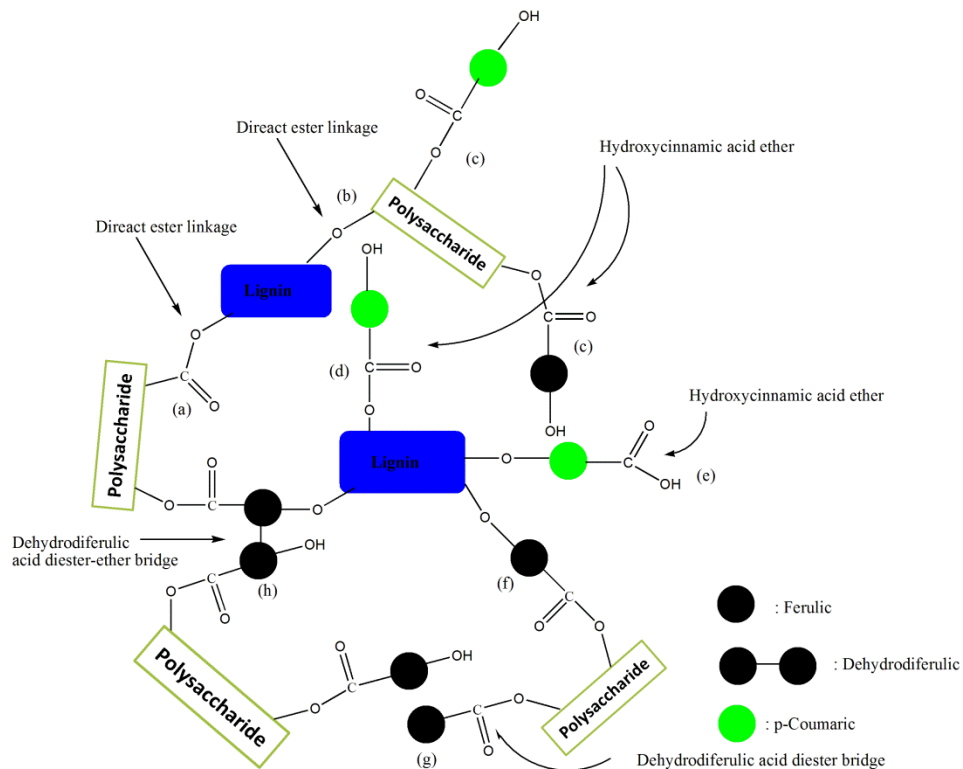 OH
O
C
Direact ester linkage
O
(c)
Hydroxycinnamic acid ether
(b)
Polysaccharide
Direact ester linkage
O
OH
O
Lignin
O
C
O
(c)
(d)
C
O
O
C
O
(a)
Polysaccharide
O
Hydroxycinnamic acid ether
OH
O
Lignin
O
C
OH
(e)
O
C
O
O
O
Dehydrodiferulic
acid diester-ether bridge
OH
O
C
O
(h)
(f)
C
O
O
: Ferulic
Polysaccharide
O
C
OH
O
Polysaccharide
: Dehydrodiferulic
O
C
O
(g)
: p-Coumaric
Dehydrodiferulic acid diester bridge